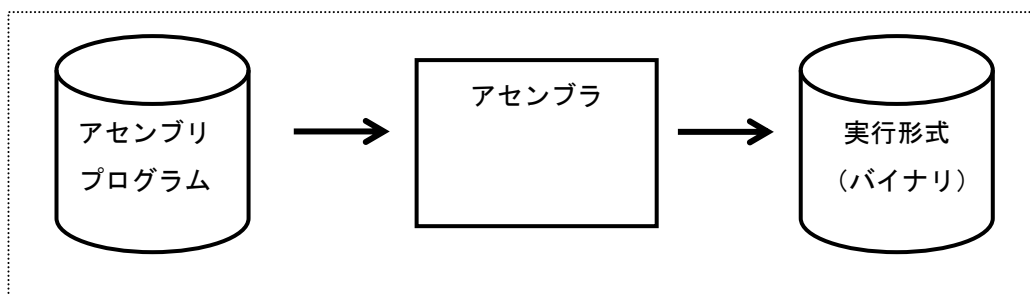 アセンブリ
プログラム
アセンブラ
実行形式
（バイナリ）